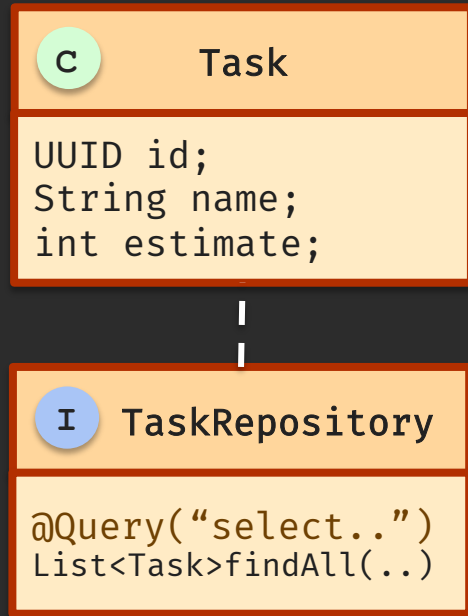 C Task
UUID id;
String name;
int estimate;
I TaskRepository
@Query(“select..”)
List<Task>findAll(..)